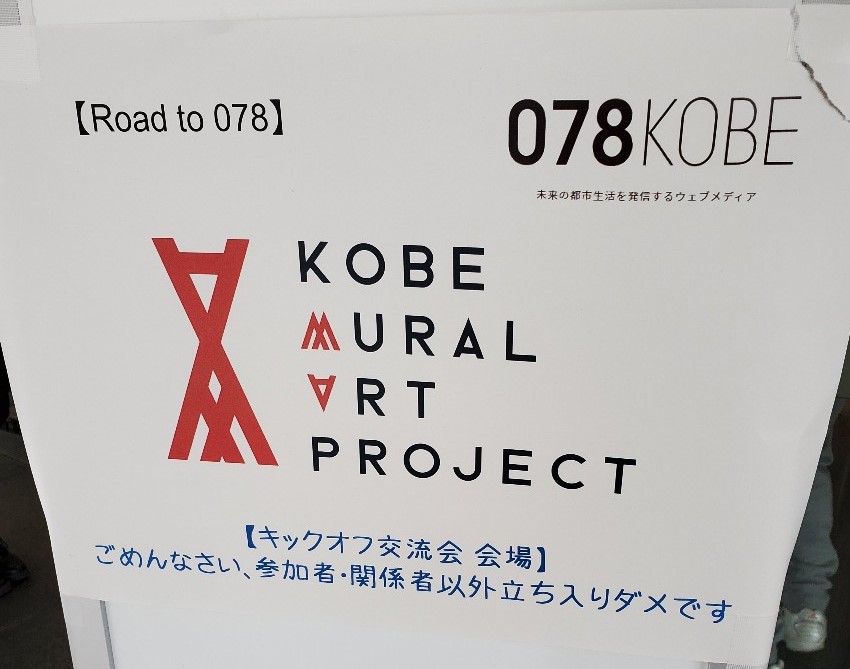 【Road to 078】
078KOBE
未来の都市生活を発信するウェブメディア
KOBE
MURAL
ART
PROJECT
【キックオフ交流会 会場】
ごめんなさい、参加者・関係者以外立ち入りダメです